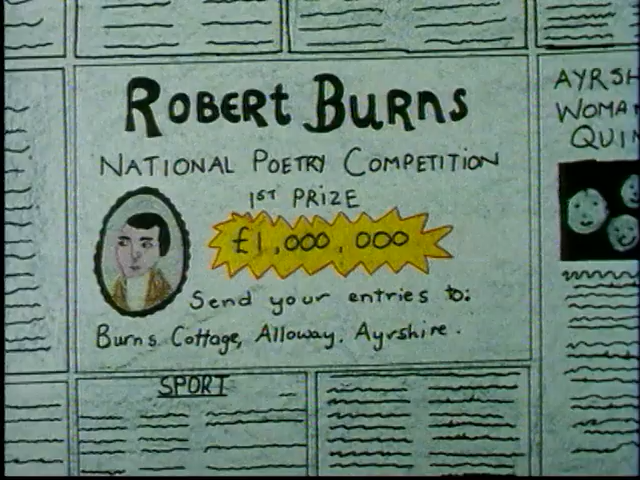 ROBERT BURNS
NATIONAL POETRY COMPETITION
1ST PRIZE
£1,000,000
Send your entries to:
Burns Cottage, Alloway. Ayrshire.
SPORT
AYRSH
WOMA
QUI